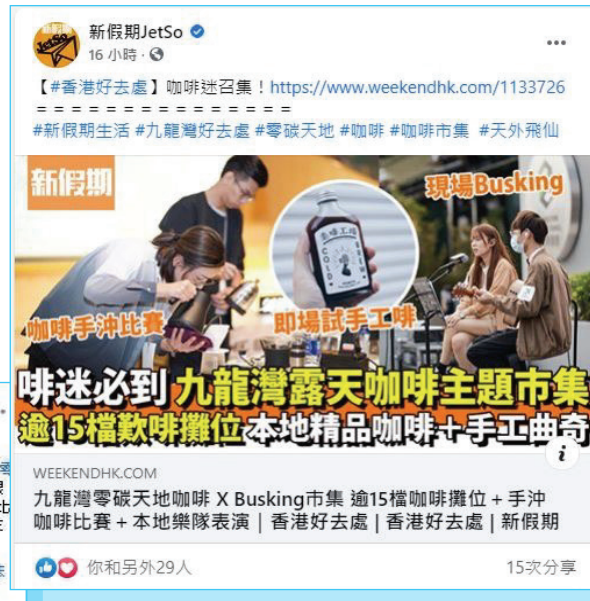 新假期
JetSo
新假期JetSo
16 小時
【#香港好去處】咖啡迷召集！https://www.weekendhk.com/1133726
===============
#新假期生活 #九龍灣好去處 #零碳天地 #咖啡 #咖啡市集 #天外飛仙
新假期
現場Busking
COLD
BREW
咖啡手沖比賽
即場試手工啡
啡迷必到 九龍灣露天咖啡主題市集
逾15檔歎啡攤位 本地精品咖啡＋手工曲奇
i
WEEKENDHK.COM
九龍灣零碳天地咖啡 X Busking市集 逾15檔咖啡攤位＋手沖
咖啡比賽＋本地樂隊表演｜香港好去處 | 香港好去處 | 新假期
你和另外29人
15次分享